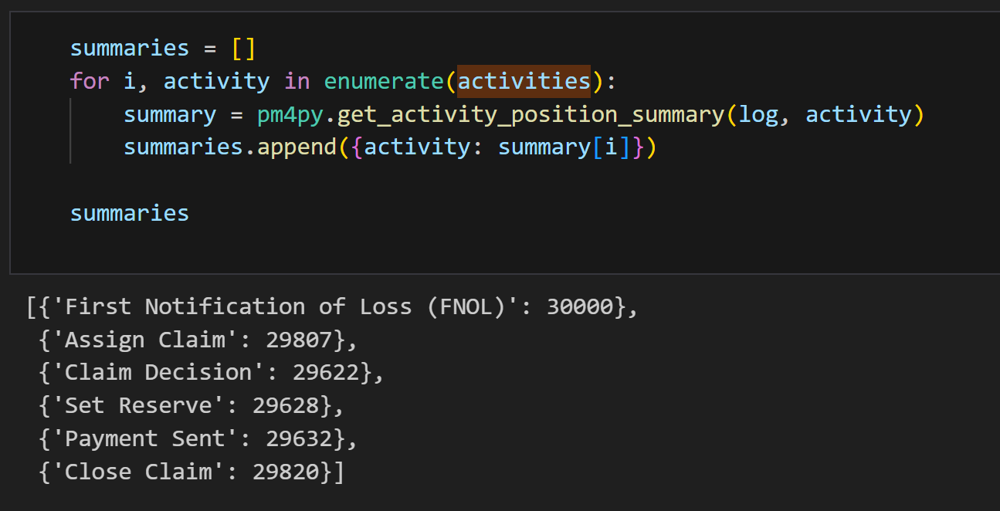 summaries = []
for i, activity in enumerate(activities):
    summary = pm4py.get_activity_position_summary(log, activity)
    summaries.append({activity: summary[i]})
summaries
[{'First Notification of Loss (FNOL)': 30000},
 {'Assign Claim': 29807},
 {'Claim Decision': 29622},
 {'Set Reserve': 29628},
 {'Payment Sent': 29632},
 {'Close Claim': 29820}]